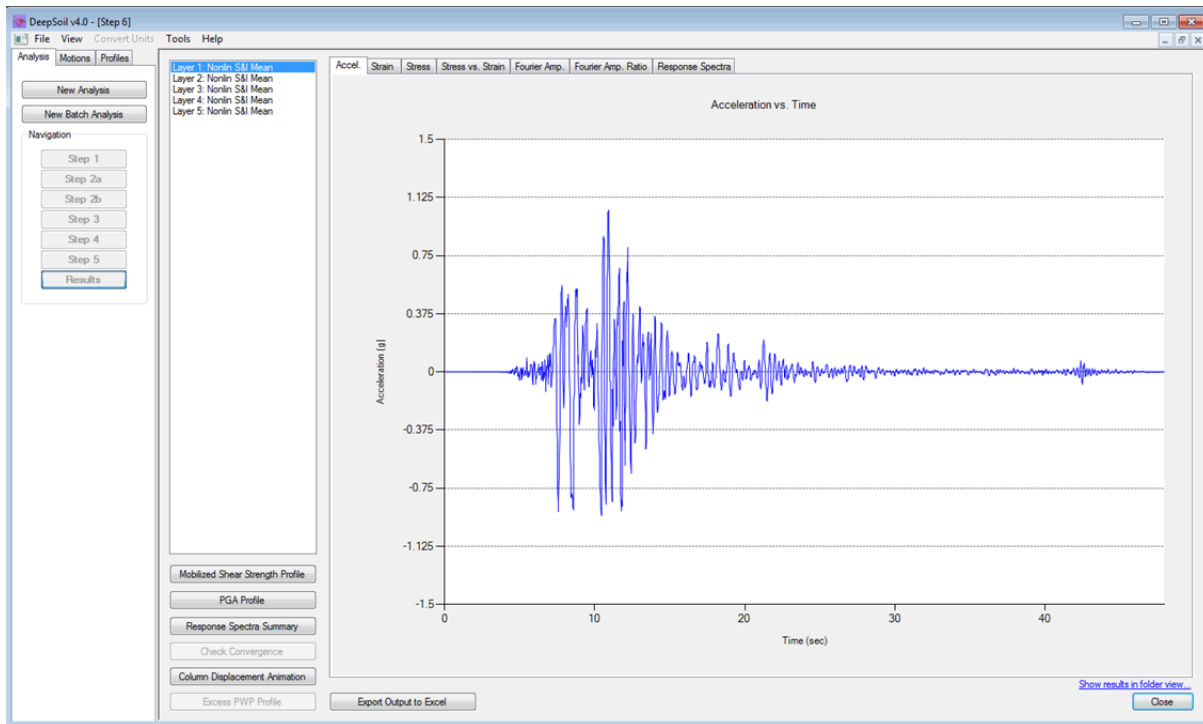 DeepSoil v4.0 - [Step 6]
File View Convert Units Tools Help
Analysis Motions Profiles
New Analysis
New Batch Analysis
Navigation
Step 1
Step 2a
Step 2b
Step 3
Step 4
Step 5
Results
Layer 1: Nonlin S&I Mean
Layer 2: Nonlin S&I Mean
Layer 3: Nonlin S&I Mean
Layer 4: Nonlin S&I Mean
Layer 5: Nonlin S&I Mean
Mobilized Shear Strength Profile
PGA Profile
Response Spectra Summary
Check Convergence
Column Displacement Animation
Excess PWP Profile
Accel. Strain Stress Stress vs. Strain Fourier Amp. Fourier Amp. Ratio Response Spectra
Acceleration vs. Time
Acceleration [g]
1.5
1.125
0.75
0.375
0
-0.375
-0.75
-1.125
-1.5
0 10 20 30 40
Time (sec)
Show results in folder view...
Export Output to Excel
Close